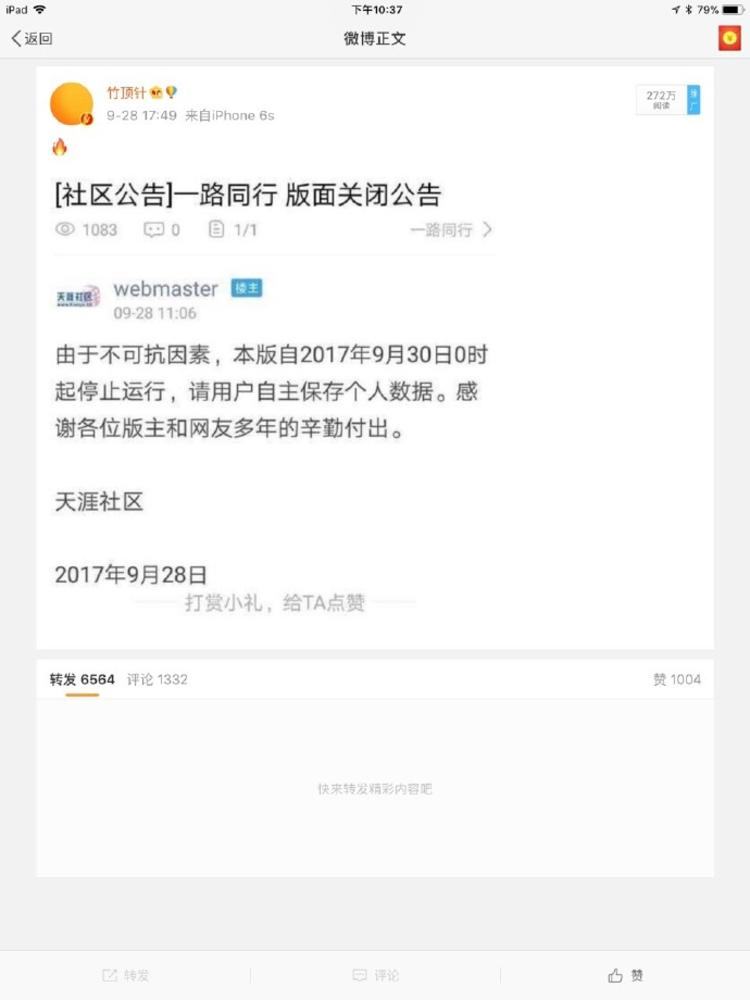 iPad 下午10:37 79%
返回 微博正文
竹顶针
9-28 17:49 来自iPhone 6s
272万 阅读 推广
[社区公告]一路同行 版面关闭公告
1083 0 1/1 一路同行
天涯社区 webmaster 楼主
09-28 11:06
由于不可抗因素，本版自2017年9月30日0时
起停止运行，请用户自主保存个人数据。感
谢各位版主和网友多年的辛勤付出。
天涯社区
2017年9月28日
打赏小礼，给TA点赞
转发 6564 评论 1332 赞 1004
快来转发精彩内容吧
转发 评论 赞